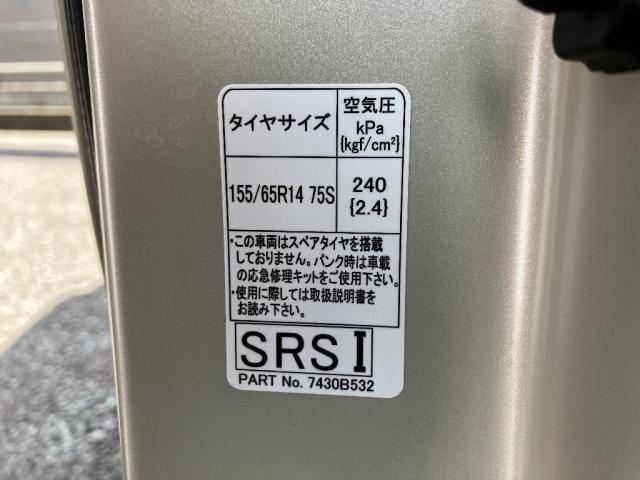 タイヤサイズ
空気圧
kPa
{kgf/cm²}
155/65R14 75S
240
{2.4}
・この車両はスペアタイヤを搭載
しておりません。パンク時は車載
の応急修理キットをご使用下さい。
・使用に際しては取扱説明書を
お読み下さい。
SRS I
PART No. 7430B532